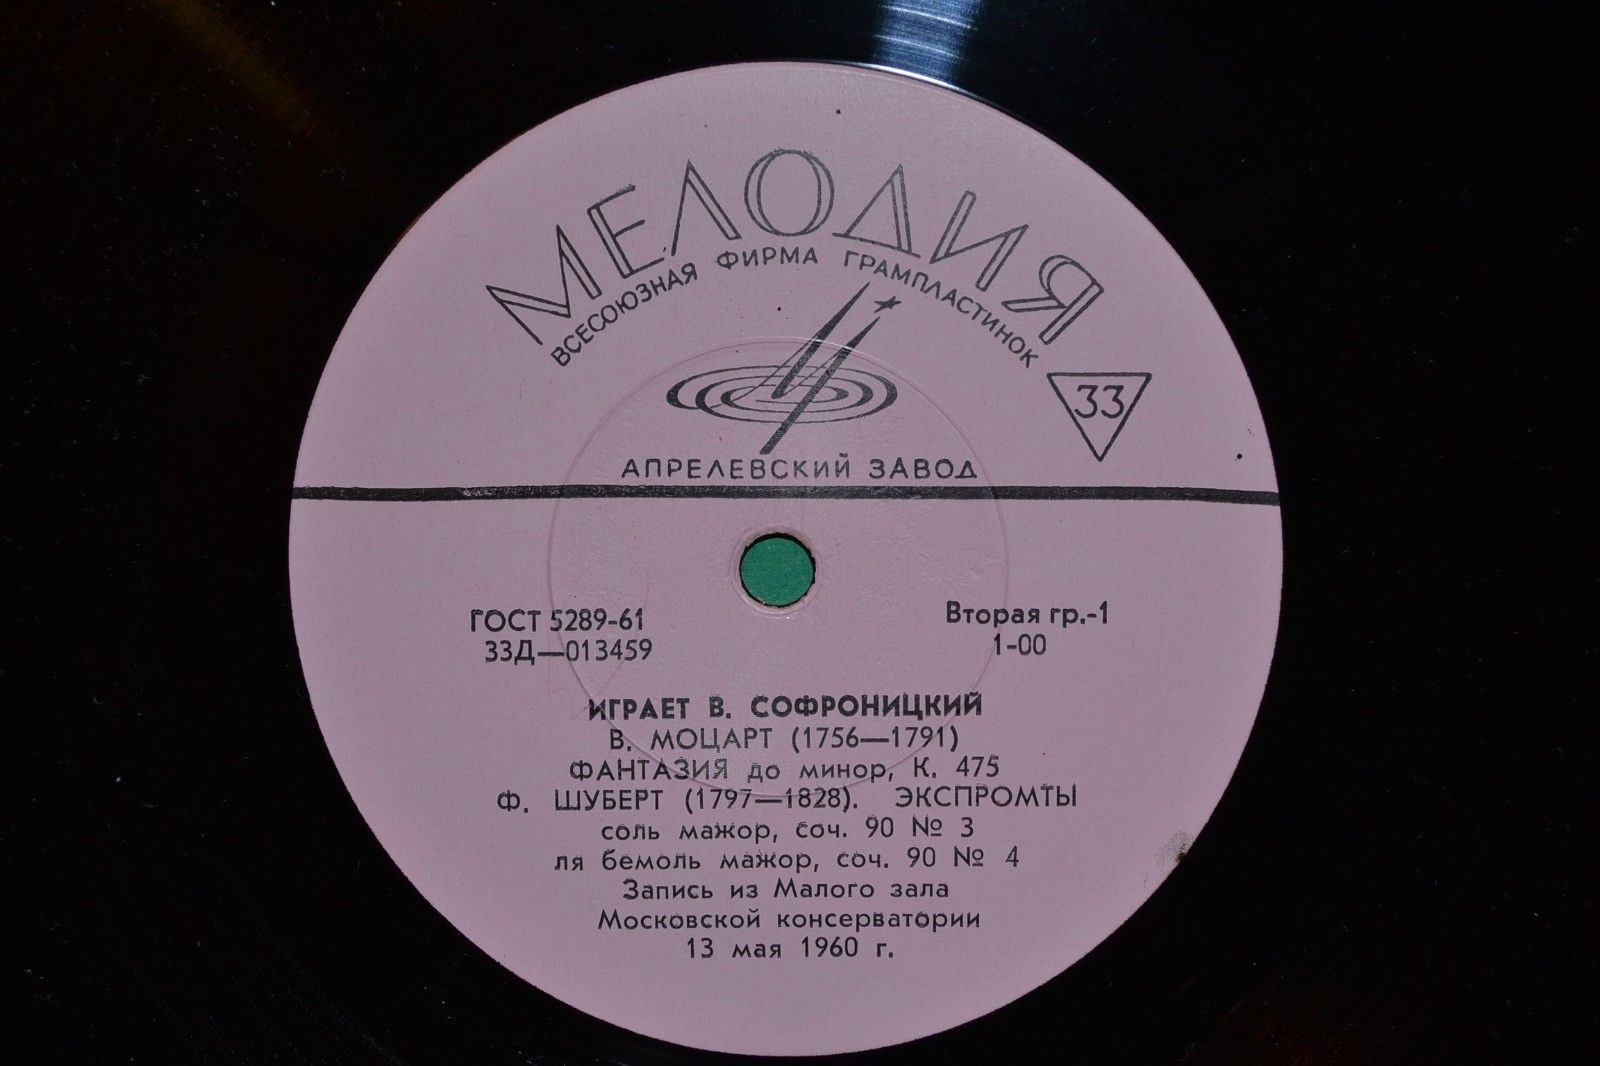 МЕЛОДИЯ
ВСЕСОЮЗНАЯ ФИРМА ГРАМПЛАСТИНОК
33
АПРЕЛЕВСКИЙ ЗАВОД
ГОСТ 5289-61
33Д—013459
Вторая гр.-1
1-00
ИГРАЕТ В. СОФРОНИЦКИЙ
В. МОЦАРТ (1756—1791)
ФАНТАЗИЯ до минор, К. 475
Ф. ШУБЕРТ (1797—1828). ЭКСПРОМТЫ
соль мажор, соч. 90 № 3
ля бемоль мажор, соч. 90 № 4
Запись из Малого зала
Московской консерватории
13 мая 1960 г.